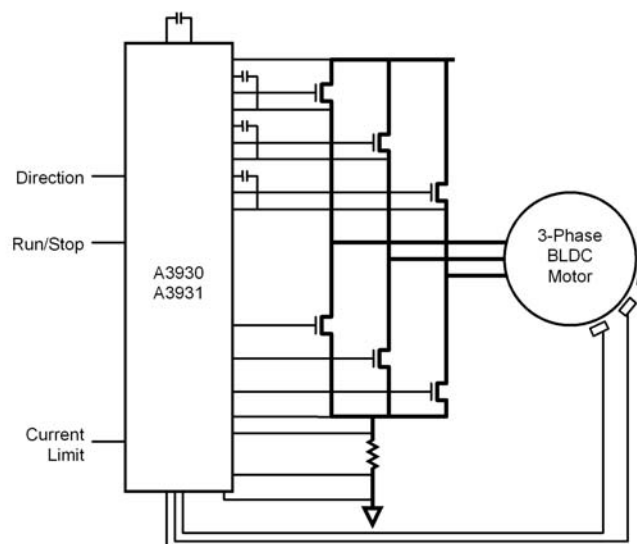 Direction
Run/Stop
A3930
A3931
3-Phase
BLDC
Motor
Current
Limit